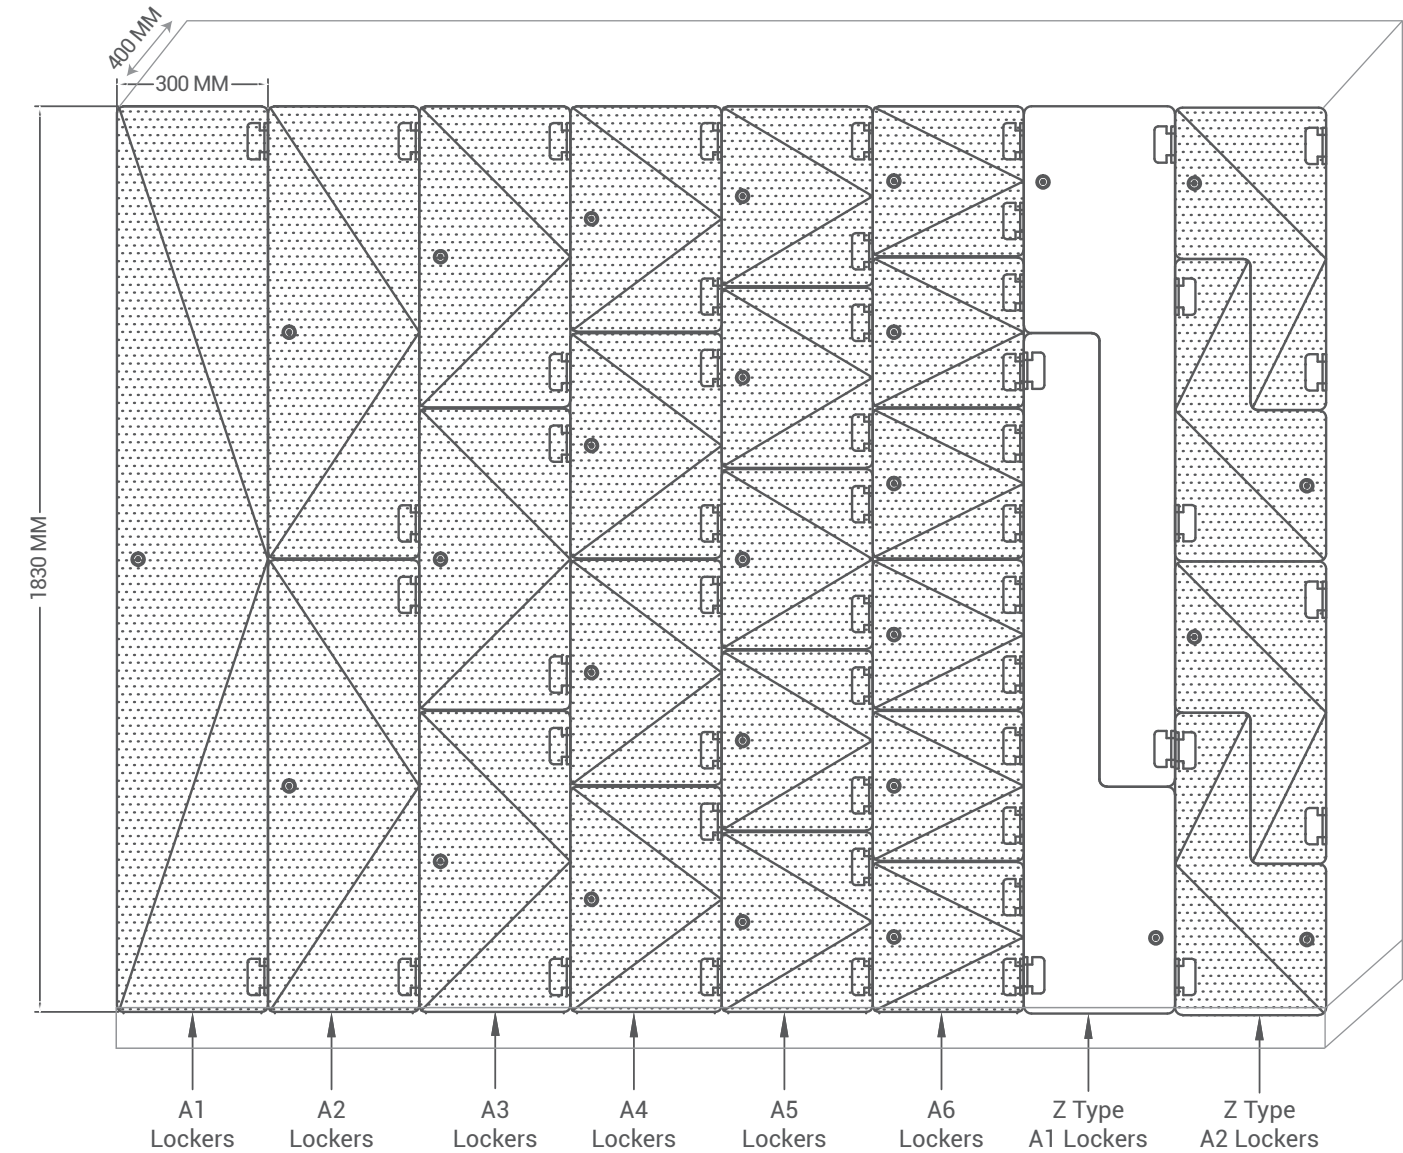 400 MM
300 MM
1830 MM
A1
Lockers
A2
Lockers
A3
Lockers
A4
Lockers
A5
Lockers
A6
Lockers
Z Type
A1 Lockers
Z Type
A2 Lockers